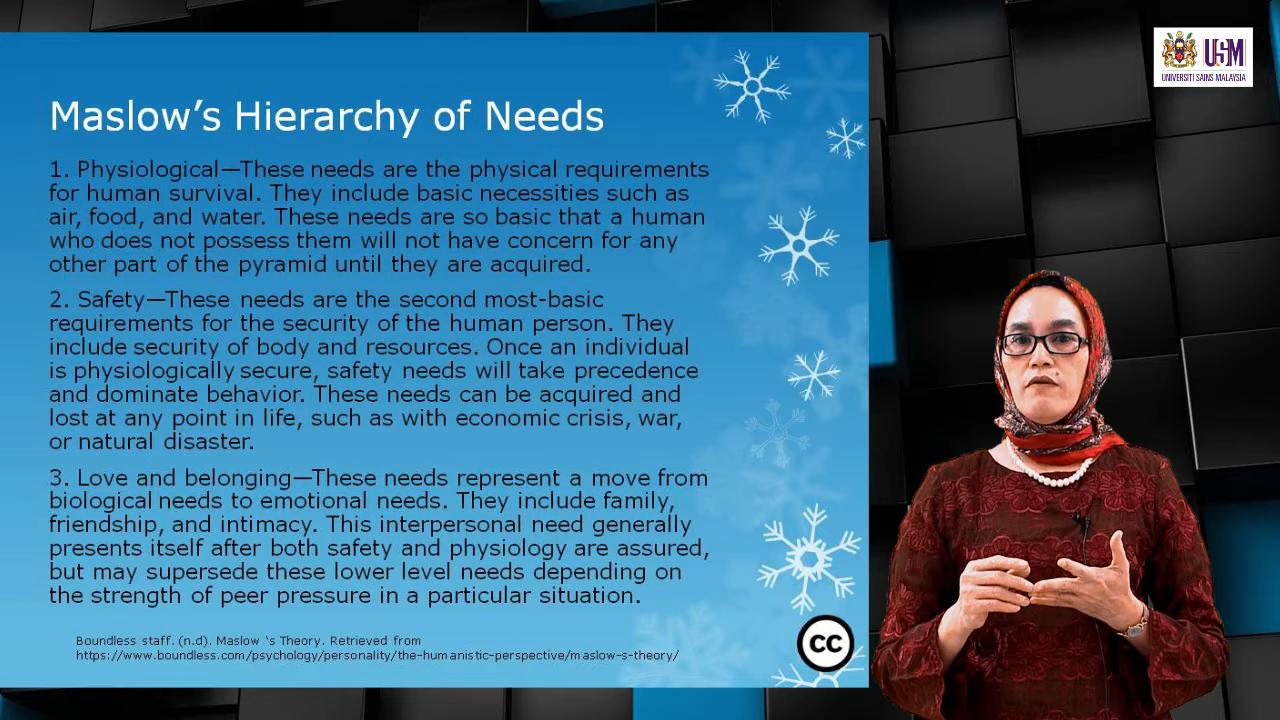 Maslow's Hierarchy of Needs
1. Physiological—These needs are the physical requirements
for human survival. They include basic necessities such as
air, food, and water. These needs are so basic that a human
who does not possess them will not have concern for any
other part of the pyramid until they are acquired.
2. Safety—These needs are the second most-basic
requirements for the security of the human person. They
include security of body and resources. Once an individual
is physiologically secure, safety needs will take precedence
and dominate behavior. These needs can be acquired and
lost at any point in life, such as with economic crisis, war,
or natural disaster.
3. Love and belonging—These needs represent a move from
biological needs to emotional needs. They include family,
friendship, and intimacy. This interpersonal need generally
presents itself after both safety and physiology are assured,
but may supersede these lower level needs depending on
the strength of peer pressure in a particular situation.
Boundless staff. (n.d). Maslow 's Theory. Retrieved from
https://www.boundless.com/psychology/personality/the-humanistic-perspective/maslow-s-theory/
cc
USM
UNIVERSITI SAINS MALAYSIA